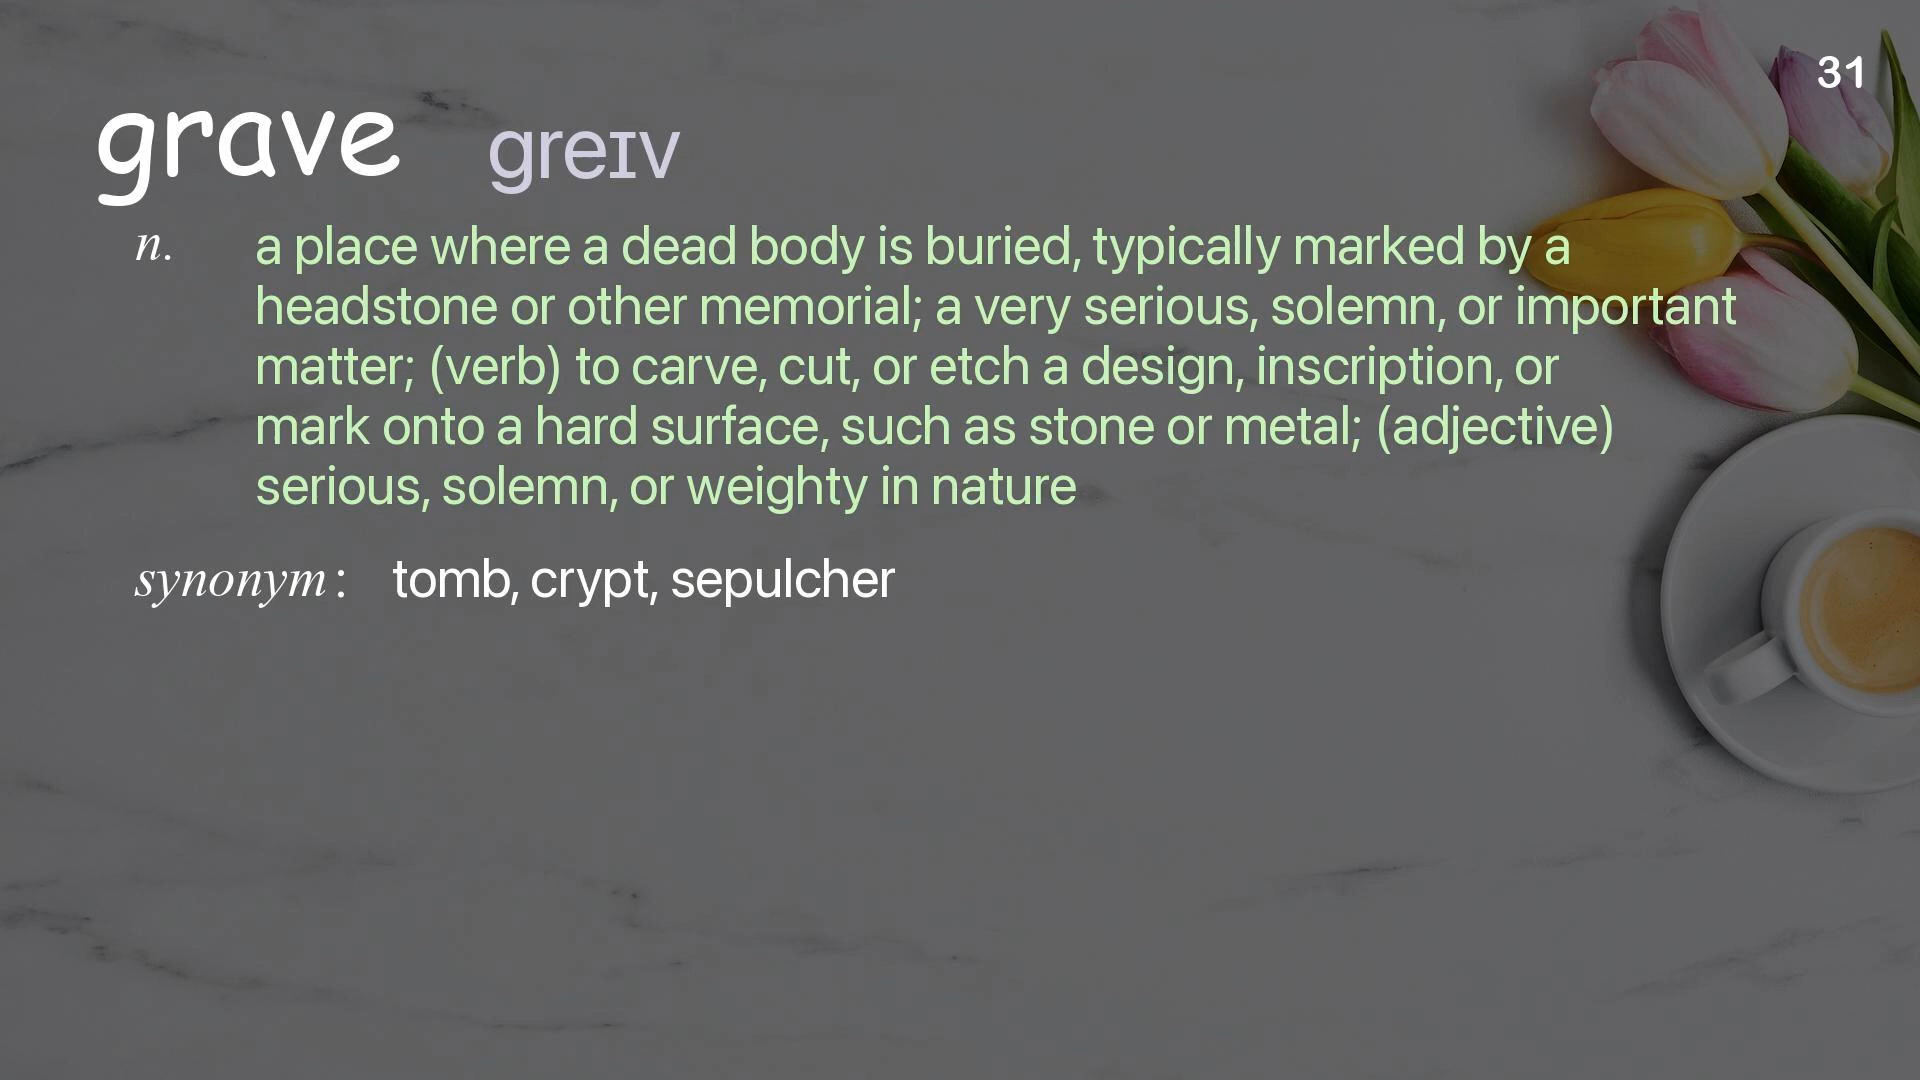 31
grave greɪv
n. a place where a dead body is buried, typically marked by a
headstone or other memorial; a very serious, solemn, or important
matter; (verb) to carve, cut, or etch a design, inscription, or
mark onto a hard surface, such as stone or metal; (adjective)
serious, solemn, or weighty in nature
synonym : tomb, crypt, sepulcher